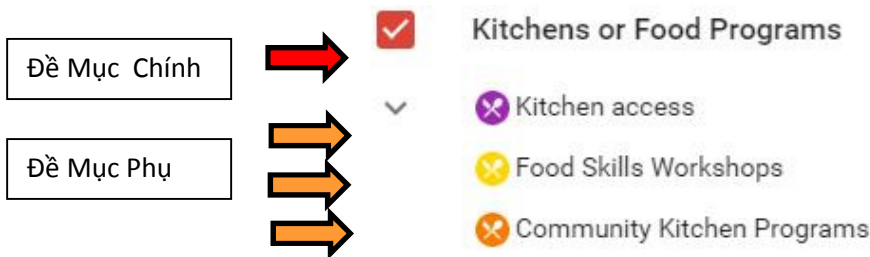 Kitchens or Food Programs
Đề Mục Chính
Kitchen access
Đề Mục Phụ
Food Skills Workshops
Community Kitchen Programs